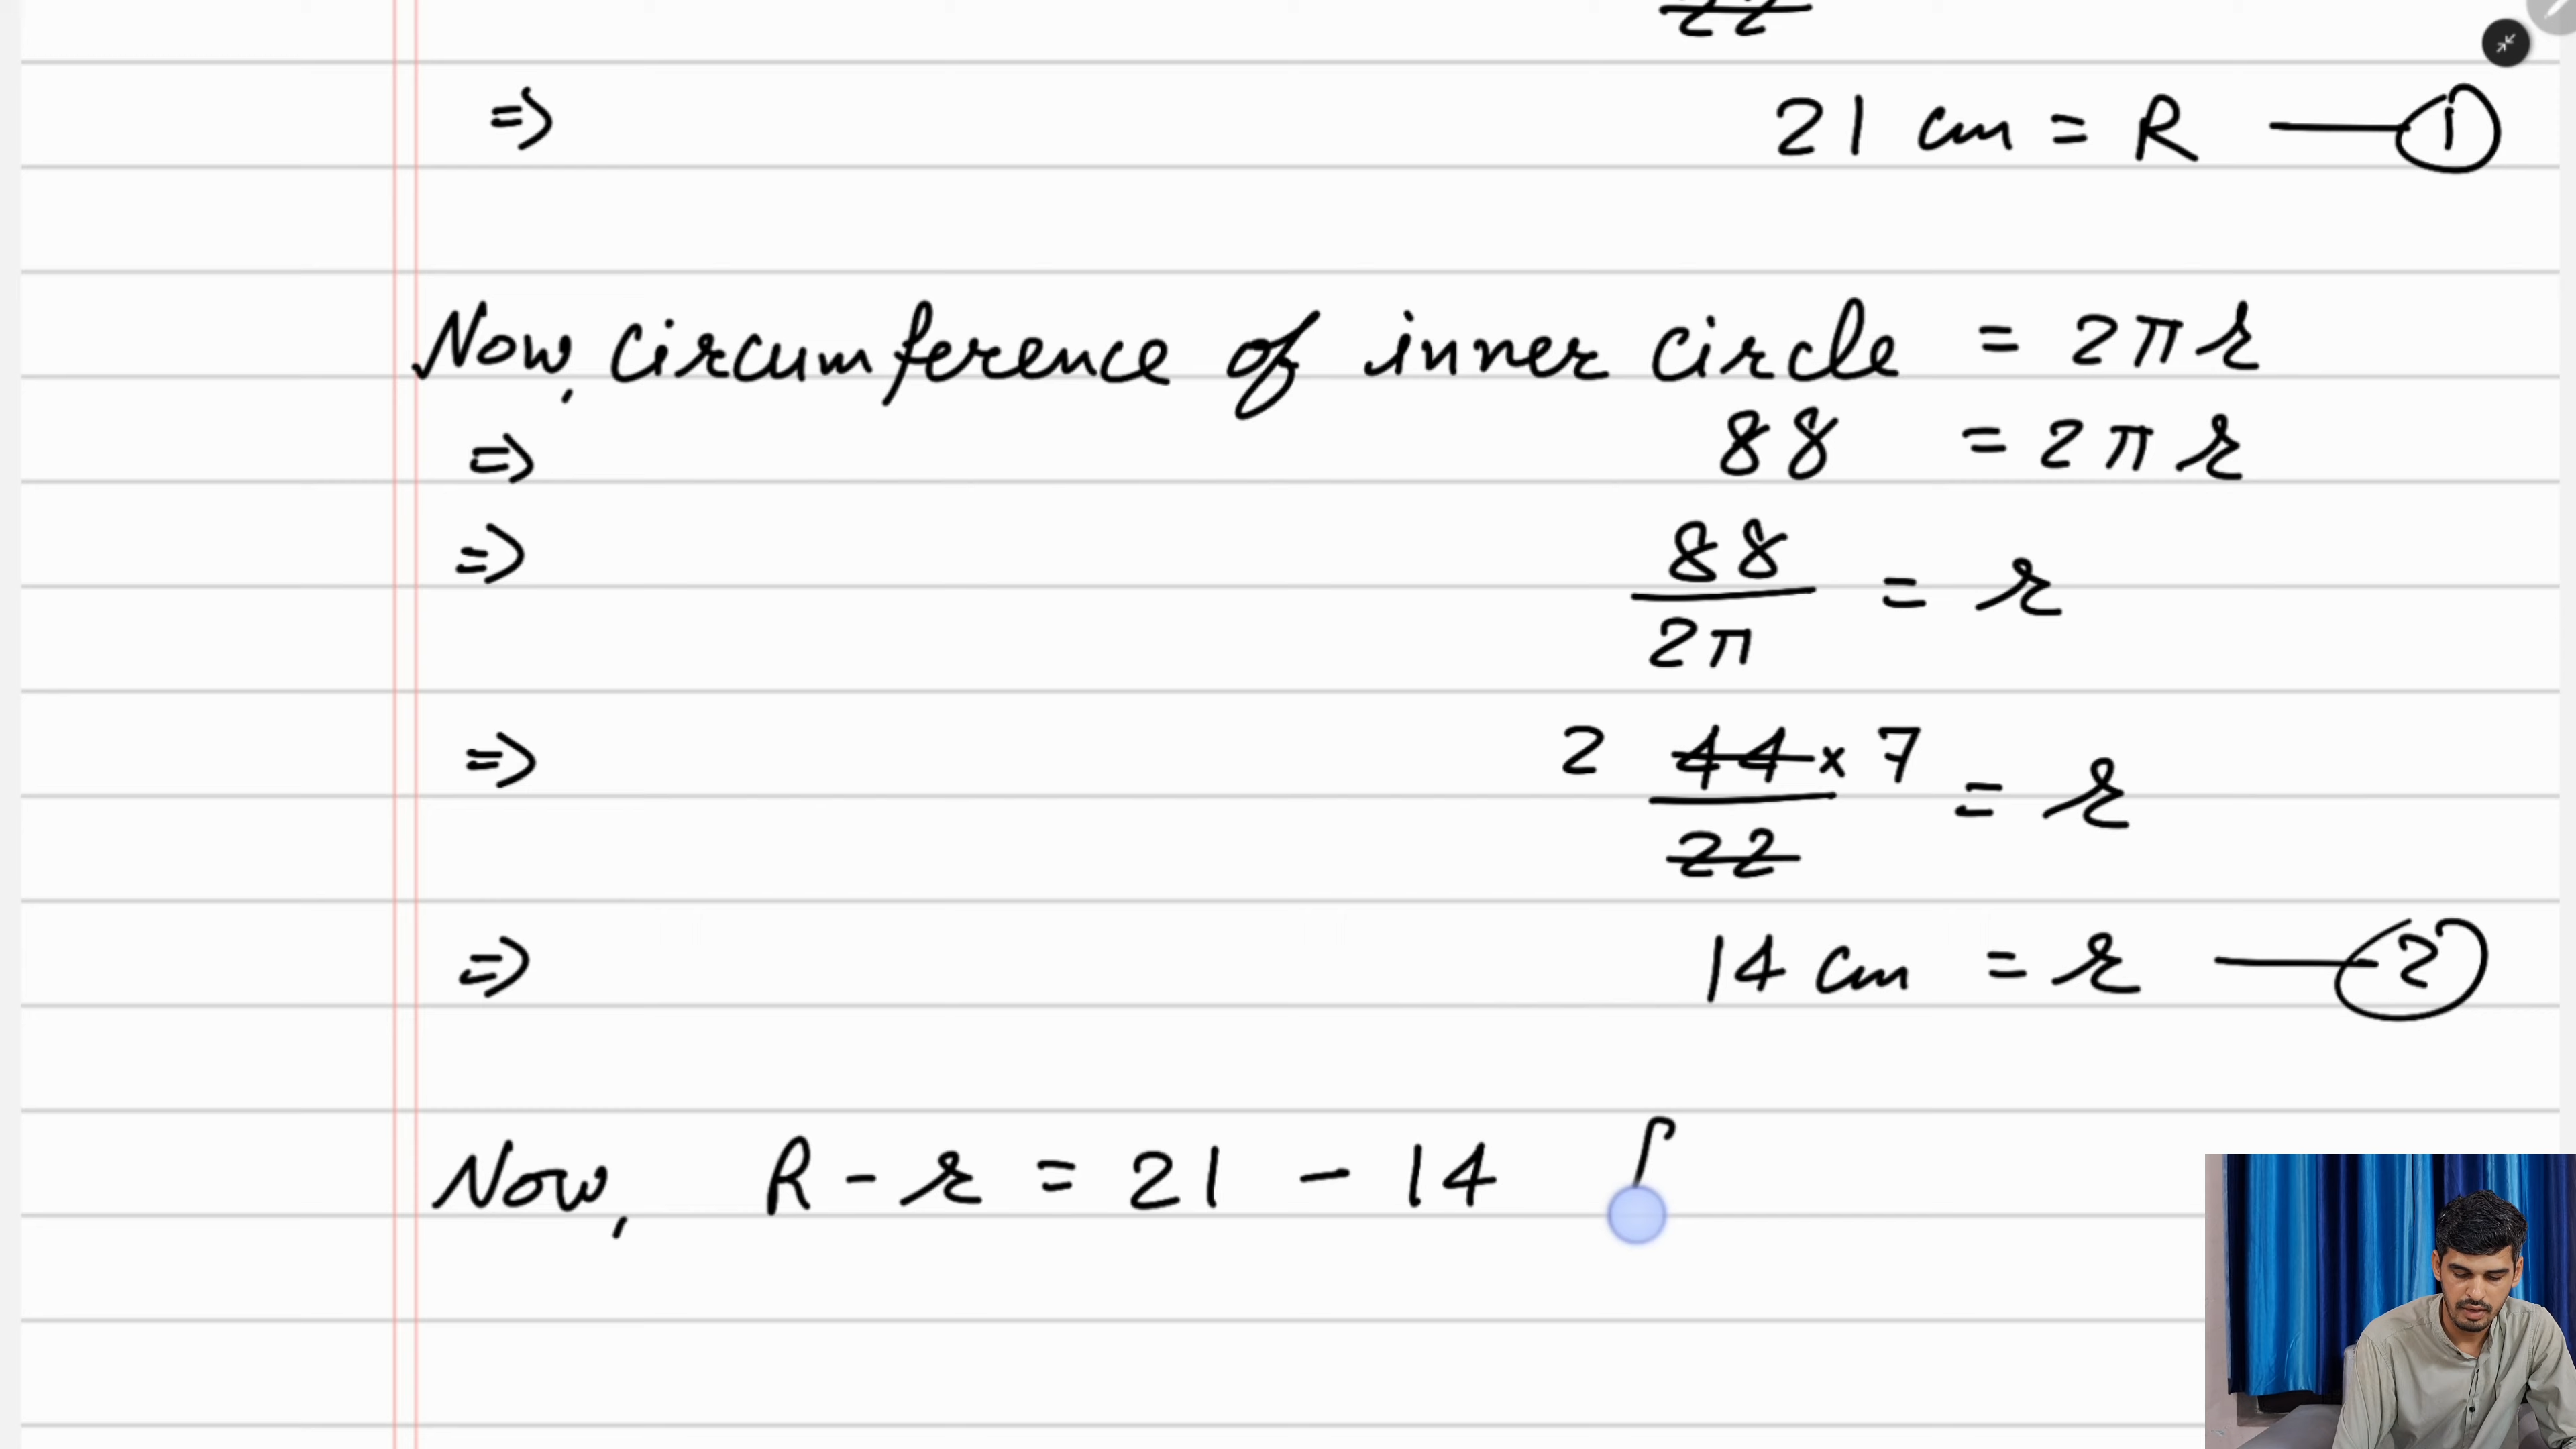 22
=> 21 cm = R —— 1
Now, circumference of inner circle = 2πr
=> 88 = 2πr
=> 88/2π = r
=> 2 44 x 7/22 = r
=> 14 cm = r —— 2
Now, R - r = 21 - 14